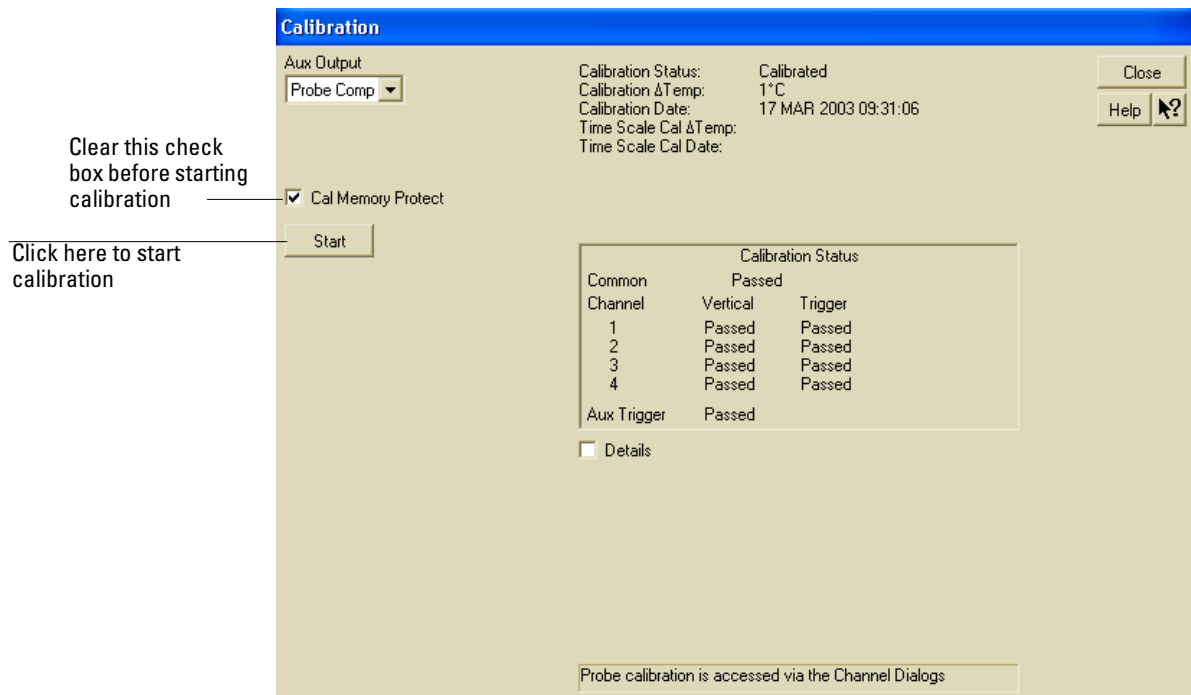 Calibration
Aux Output
Probe Comp
Calibration Status: Calibrated
Calibration ΔTemp: 1°C
Calibration Date: 17 MAR 2003 09:31:06
Time Scale Cal ΔTemp:
Time Scale Cal Date:
Close
Help ?
Clear this check
box before starting
calibration
Cal Memory Protect
Start
Click here to start
calibration
Calibration Status
Common Passed
Channel Vertical Trigger
1 Passed Passed
2 Passed Passed
3 Passed Passed
4 Passed Passed
Aux Trigger Passed
Details
Probe calibration is accessed via the Channel Dialogs